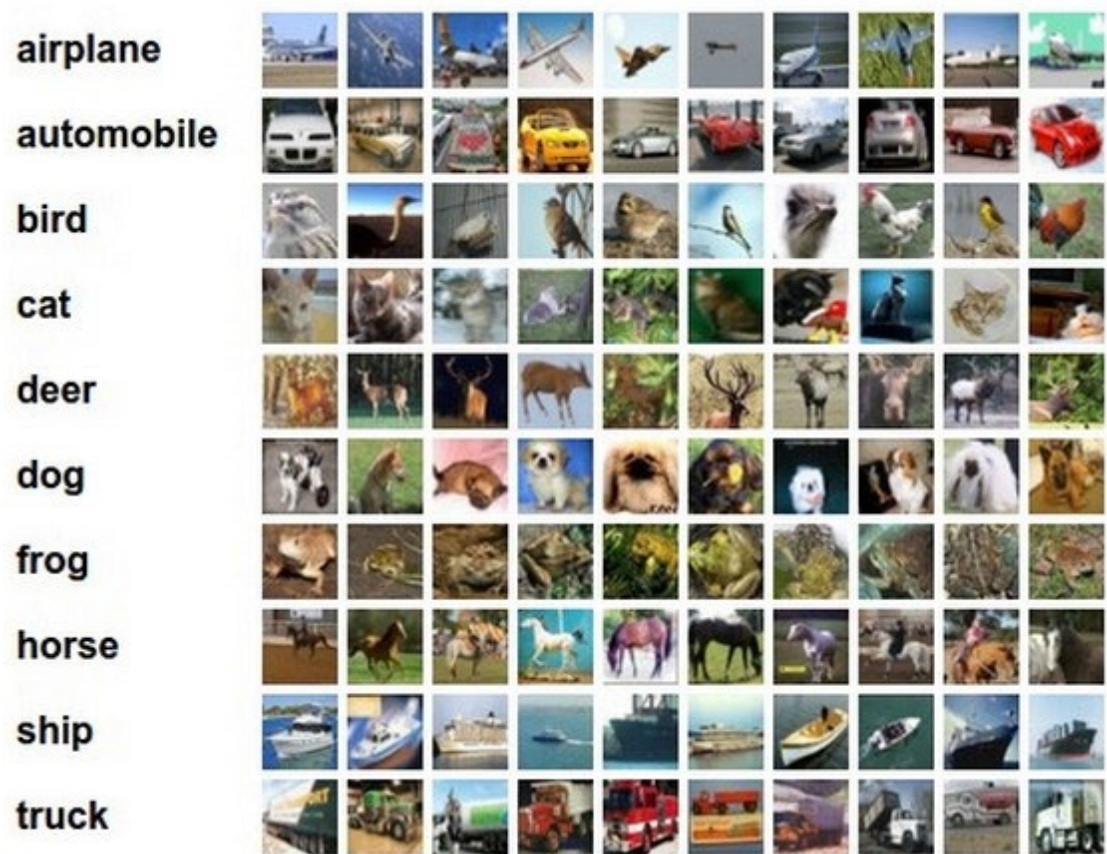 airplane
automobile
bird
cat
deer
dog
frog
horse
ship
truck